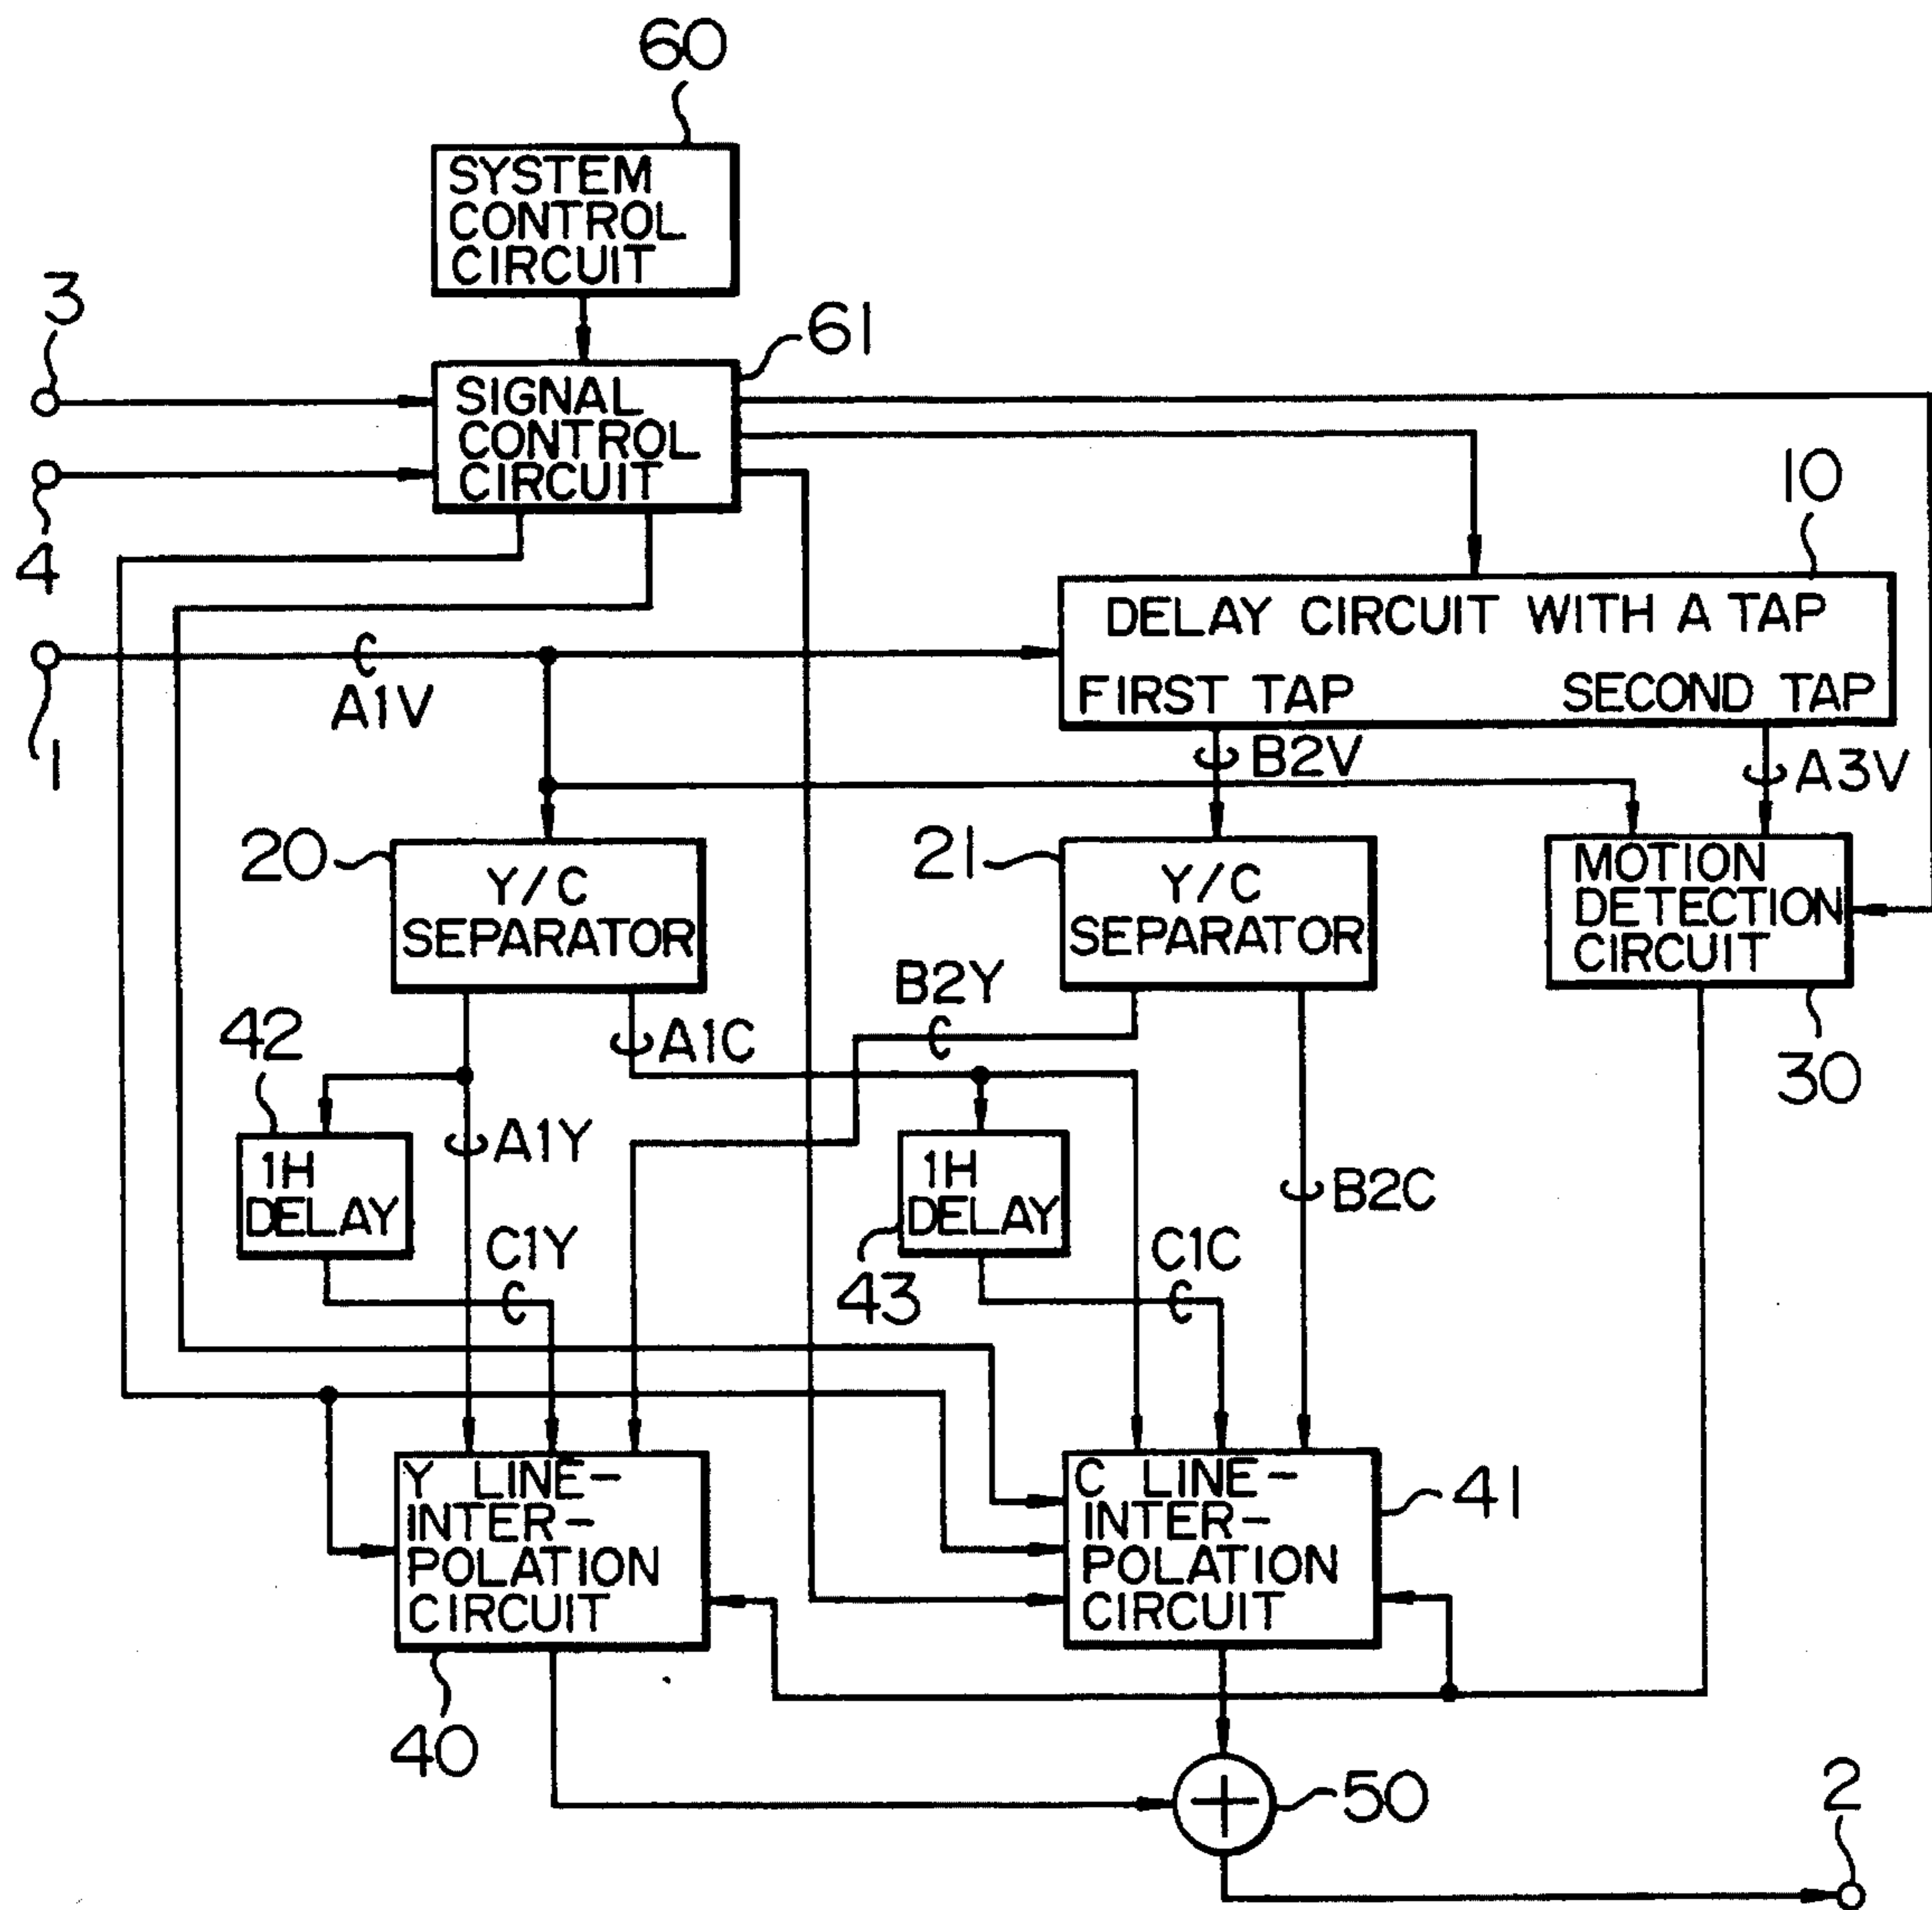 60
SYSTEM
CONTROL
CIRCUIT
3
61
SIGNAL
CONTROL
CIRCUIT
4
10
DELAY CIRCUIT WITH A TAP
FIRST TAP SECOND TAP
1
A1V
B2V
A3V
20
Y/C
SEPARATOR
21
Y/C
SEPARATOR
MOTION
DETECTION
CIRCUIT
30
B2Y
A1C
42
1H
DELAY
A1Y
C1Y
1H
DELAY
43
C1C
B2C
Y LINE-
INTER-
POLATION
CIRCUIT
40
C LINE-
INTER-
POLATION
CIRCUIT
41
+
50
2